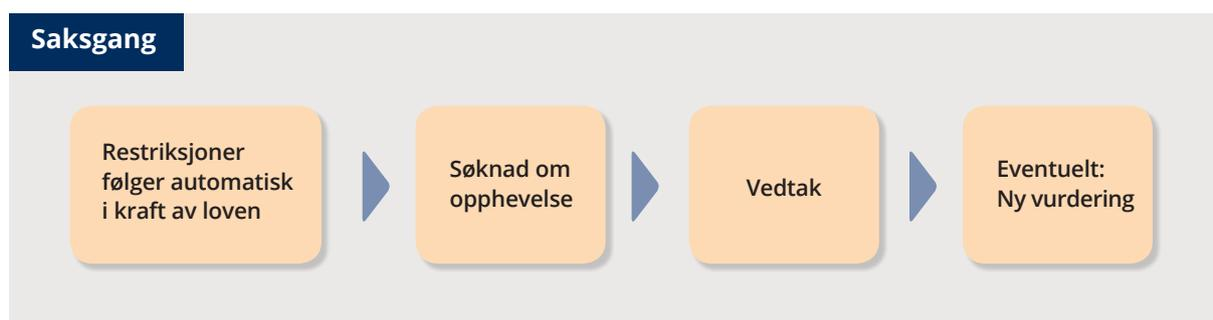 Saksgang
Restriksjoner
følger automatisk
i kraft av loven
Søknad om
opphevelse
Vedtak
Eventuelt:
Ny vurdering